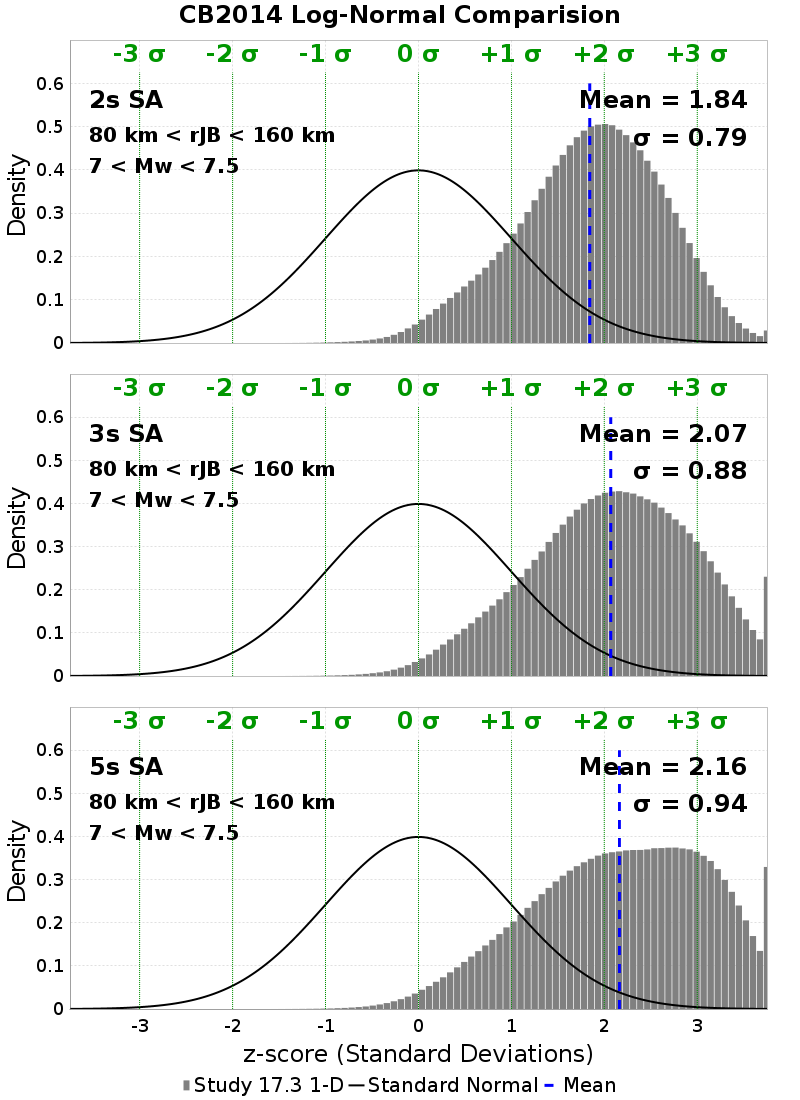 CB2014 Log-Normal Comparision
-3 σ -2 σ -1 σ 0 σ +1 σ +2 σ +3 σ
0.6
2s SA
Mean = 1.84
80 km < rJB < 160 km
σ = 0.79
0.5
7 < Mw < 7.5
0.4
0.3
0.2
0.1
0
Density
-3 σ -2 σ -1 σ 0 σ +1 σ +2 σ +3 σ
0.6
3s SA
Mean = 2.07
80 km < rJB < 160 km
σ = 0.88
0.5
7 < Mw < 7.5
0.4
0.3
0.2
0.1
0
Density
-3 σ -2 σ -1 σ 0 σ +1 σ +2 σ +3 σ
0.6
5s SA
Mean = 2.16
80 km < rJB < 160 km
σ = 0.94
0.5
7 < Mw < 7.5
0.4
0.3
0.2
0.1
0
Density
-3 -2 -1 0 1 2 3
z-score (Standard Deviations)
Study 17.3 1-D Standard Normal Mean